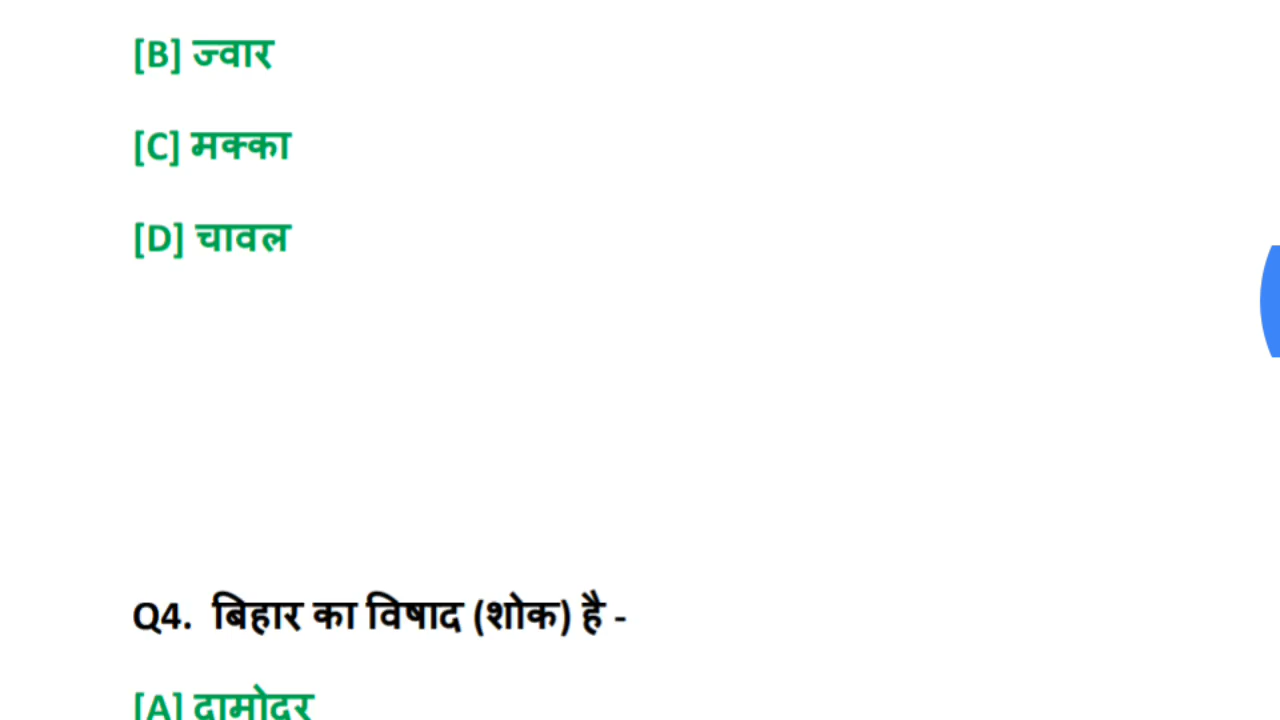 [B] ज्वार
[C] मक्का
[D] चावल
Q4. बिहार का विषाद (शोक) है -
[A] दामोदर